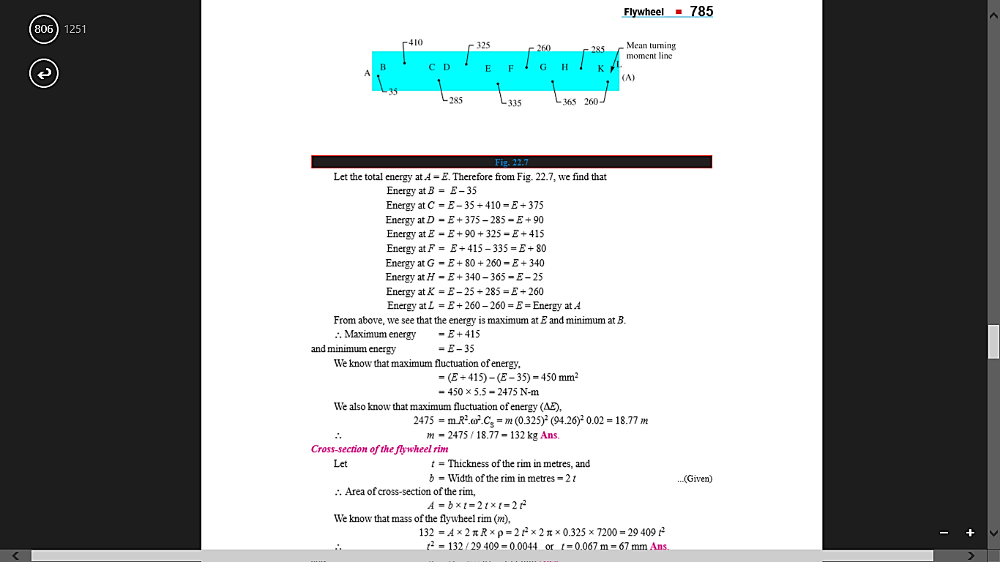 Flywheel ■ 785
806 1251
410
325
260
285
Mean turning
moment line
A B C D E F G H K L
(A)
35
285
335
365
260
Fig. 22.7
Let the total energy at A = E. Therefore from Fig. 22.7, we find that
Energy at B = E – 35
Energy at C = E – 35 + 410 = E + 375
Energy at D = E + 375 – 285 = E + 90
Energy at E = E + 90 + 325 = E + 415
Energy at F = E + 415 – 335 = E + 80
Energy at G = E + 80 + 260 = E + 340
Energy at H = E + 340 – 365 = E – 25
Energy at K = E – 25 + 285 = E + 260
Energy at L = E + 260 – 260 = E = Energy at A
From above, we see that the energy is maximum at E and minimum at B.
∴ Maximum energy = E + 415
and minimum energy = E – 35
We know that maximum fluctuation of energy,
= (E + 415) – (E – 35) = 450 mm²
= 450 × 5.5 = 2475 N-m
We also know that maximum fluctuation of energy (ΔE),
2475 = m.R².ω².C_S = m (0.325)² (94.26)² 0.02 = 18.77 m
∴ m = 2475 / 18.77 = 132 kg Ans.
Cross-section of the flywheel rim
Let t = Thickness of the rim in metres, and
b = Width of the rim in metres = 2 t ...(Given)
∴ Area of cross-section of the rim,
A = b × t = 2 t × t = 2 t²
We know that mass of the flywheel rim (m),
132 = A × 2 π R × ρ = 2 t² × 2 π × 0.325 × 7200 = 29 409 t²
∴ t² = 132 / 29 409 = 0.0044 or t = 0.067 m = 67 mm Ans.